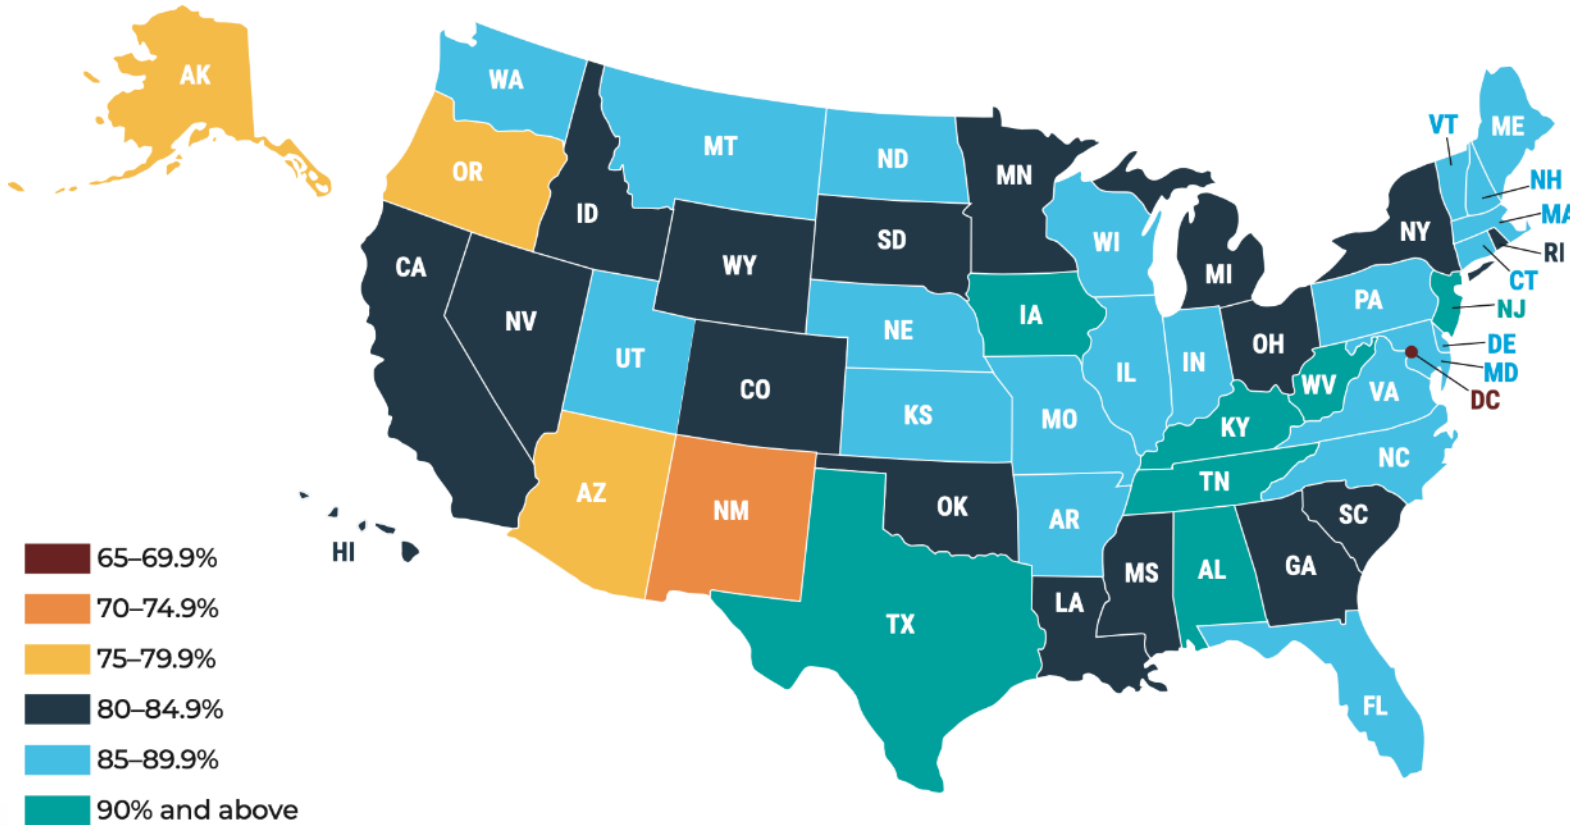 AK
WA
MT
ND
MN
VT
ME
OR
ID
SD
WI
NH
MA
NY
RI
CA
WY
MI
CT
NV
NE
IA
PA
NJ
UT
CO
IL
IN
OH
DE
MD
DC
KS
MO
WV
VA
KY
NC
AZ
NM
OK
AR
TN
SC
HI
MS
AL
GA
LA
TX
FL
65–69.9%
70–74.9%
75–79.9%
80–84.9%
85–89.9%
90% and above